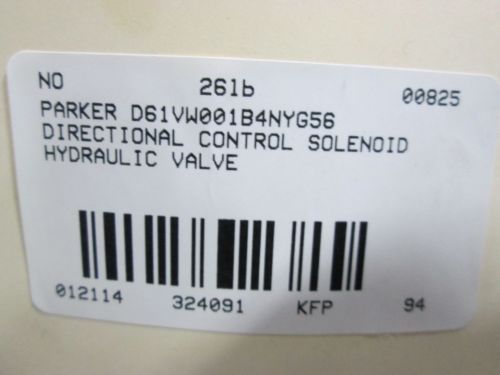 NO 261b 00825
PARKER D61VW001B4NYG56
DIRECTIONAL CONTROL SOLENOID
HYDRAULIC VALVE
012114 324091 KFP 94